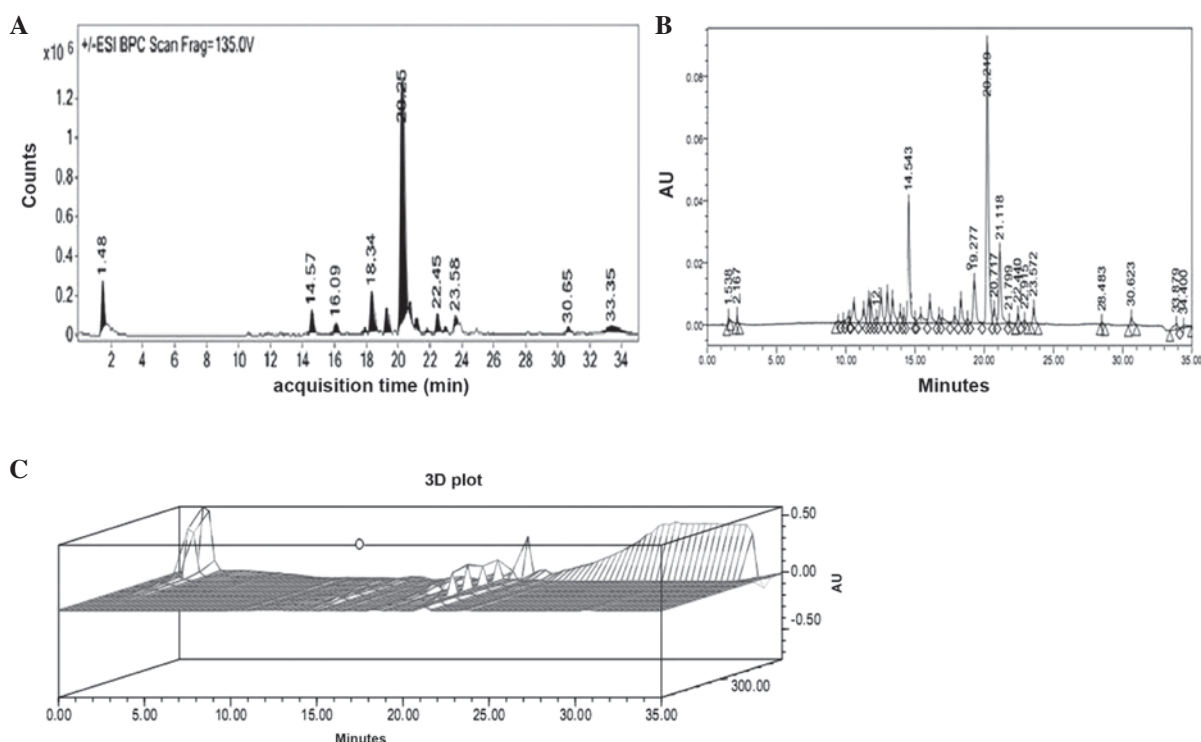 A
+/-ESI BPC Scan Frag=135.0V
x10 6
1.2
1
0.8
0.6
0.4
0.2
0
Counts
1.48
14.57
16.09
18.34
20.25
22.45
23.58
30.65
33.35
2 4 6 8 10 12 14 16 18 20 22 24 26 28 30 32 34
acquisition time (min)
B
AU
0.08
0.06
0.04
0.02
0.00
1.538
2.167
14.543
19.277
20.219
20.717
21.118
21.799
22.440
22.915
23.572
28.483
30.623
33.879
34.400
0.00 5.00 10.00 15.00 20.00 25.00 30.00 35.00
Minutes
C
3D plot
0.50
0.00
-0.50
AU
300.00
0.00 5.00 10.00 15.00 20.00 25.00 30.00 35.00
Minutes